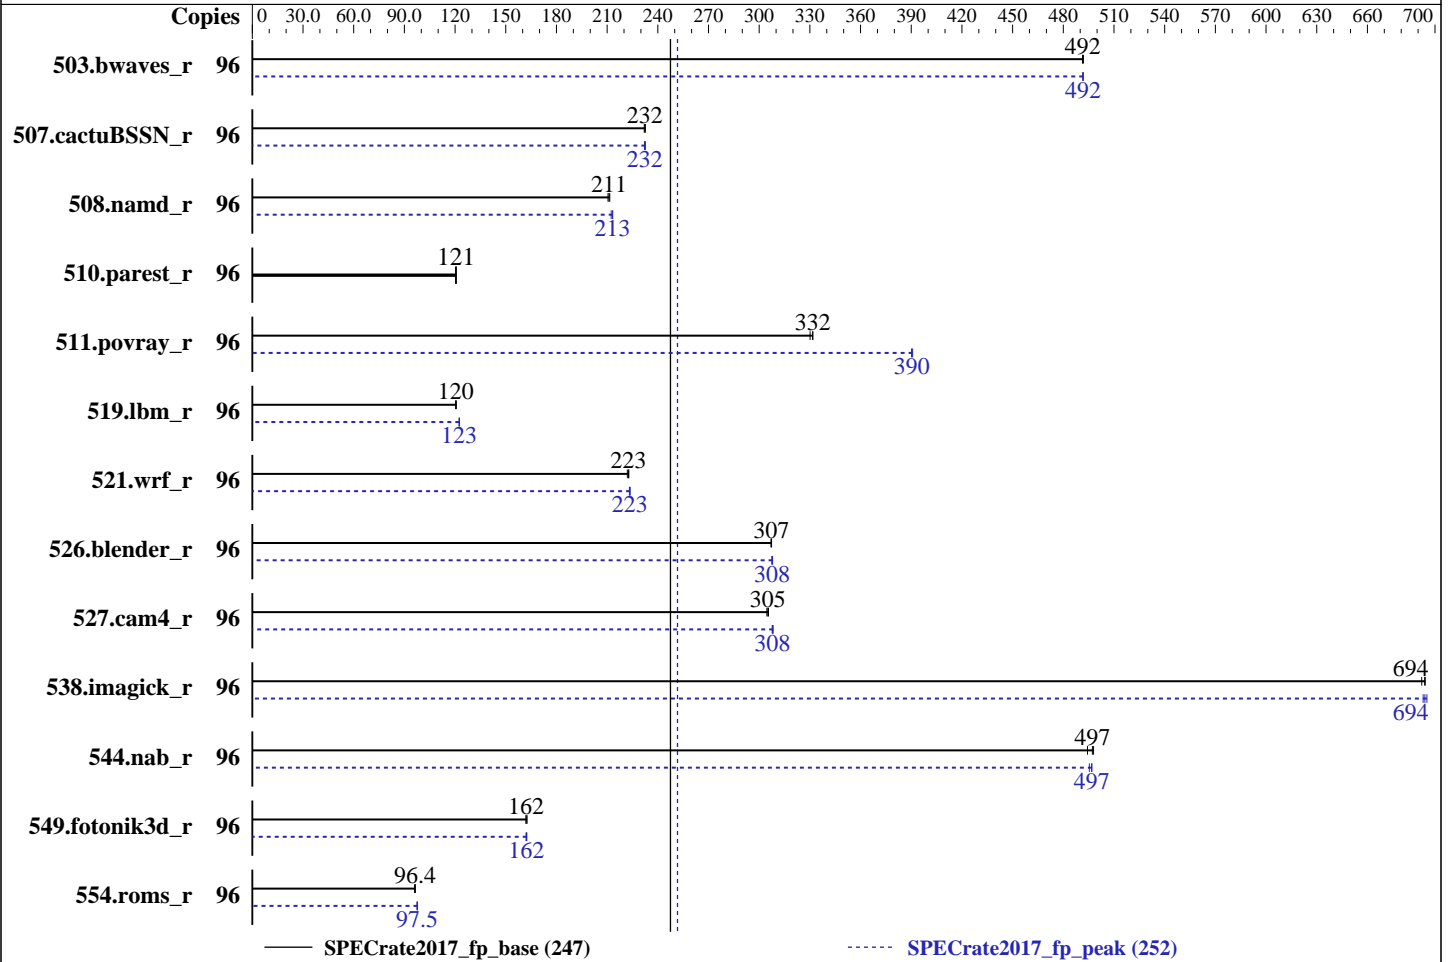 Copies 0 30.0 60.0 90.0 120 150 180 210 240 270 300 330 360 390 420 450 480 510 540 570 600 630 660 700
503.bwaves_r 96 492
492
507.cactuBSSN_r 96 232
232
508.namd_r 96 211
213
510.parest_r 96 121
511.povray_r 96 332
390
519.lbm_r 96 120
123
521.wrf_r 96 223
223
526.blender_r 96 307
308
527.cam4_r 96 305
308
538.imagick_r 96 694
694
544.nab_r 96 497
497
549.fotonik3d_r 96 162
162
554.roms_r 96 96.4
97.5
SPECrate2017_fp_base (247) SPECrate2017_fp_peak (252)